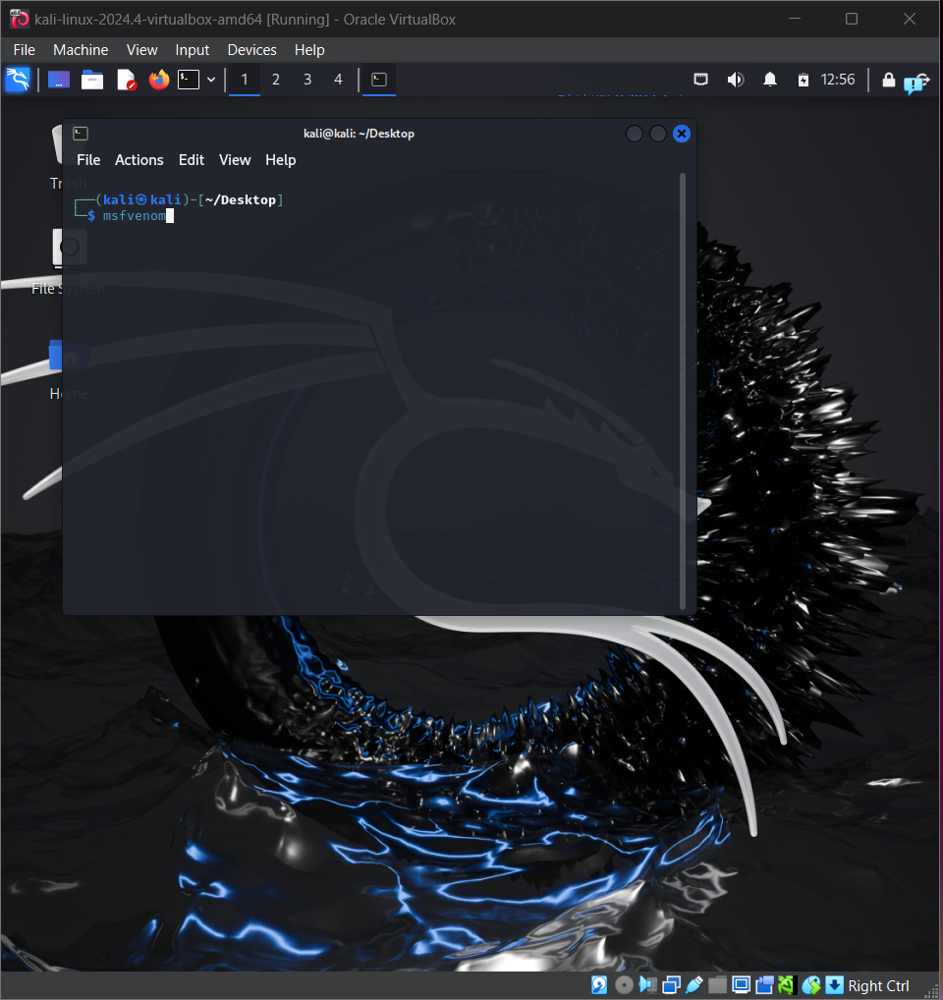 kali-linux-2024.4-virtualbox-amd64 [Running] - Oracle VirtualBox
File Machine View Input Devices Help
1 2 3 4 12:56
kali@kali: ~/Desktop
File Actions Edit View Help
Trash
┌──(kali㉿kali)-[~/Desktop]
└─$ msfvenom
File System
Home
Right Ctrl